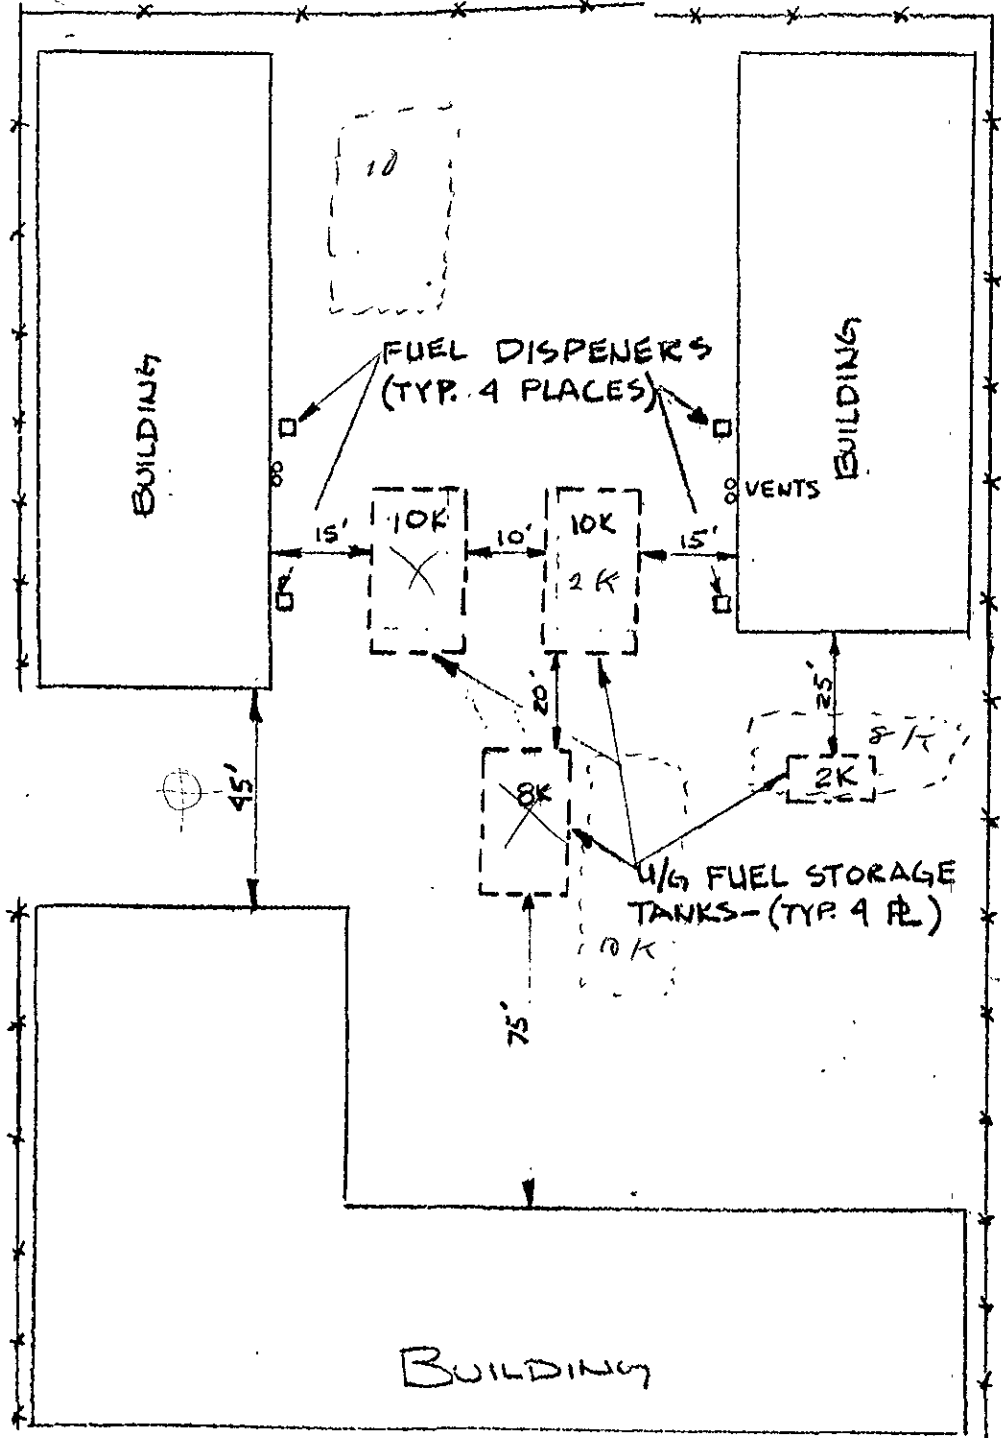 10
FUEL DISPENERS
(TYP. 4 PLACES)
BUILDING
BUILDING
VENTS
15'
10K
10'
10K
2K
15'
20'
25'
8K
2K
45'
8K
U/G FUEL STORAGE
TANKS-(TYP. 4 PL)
10K
75'
BUILDING